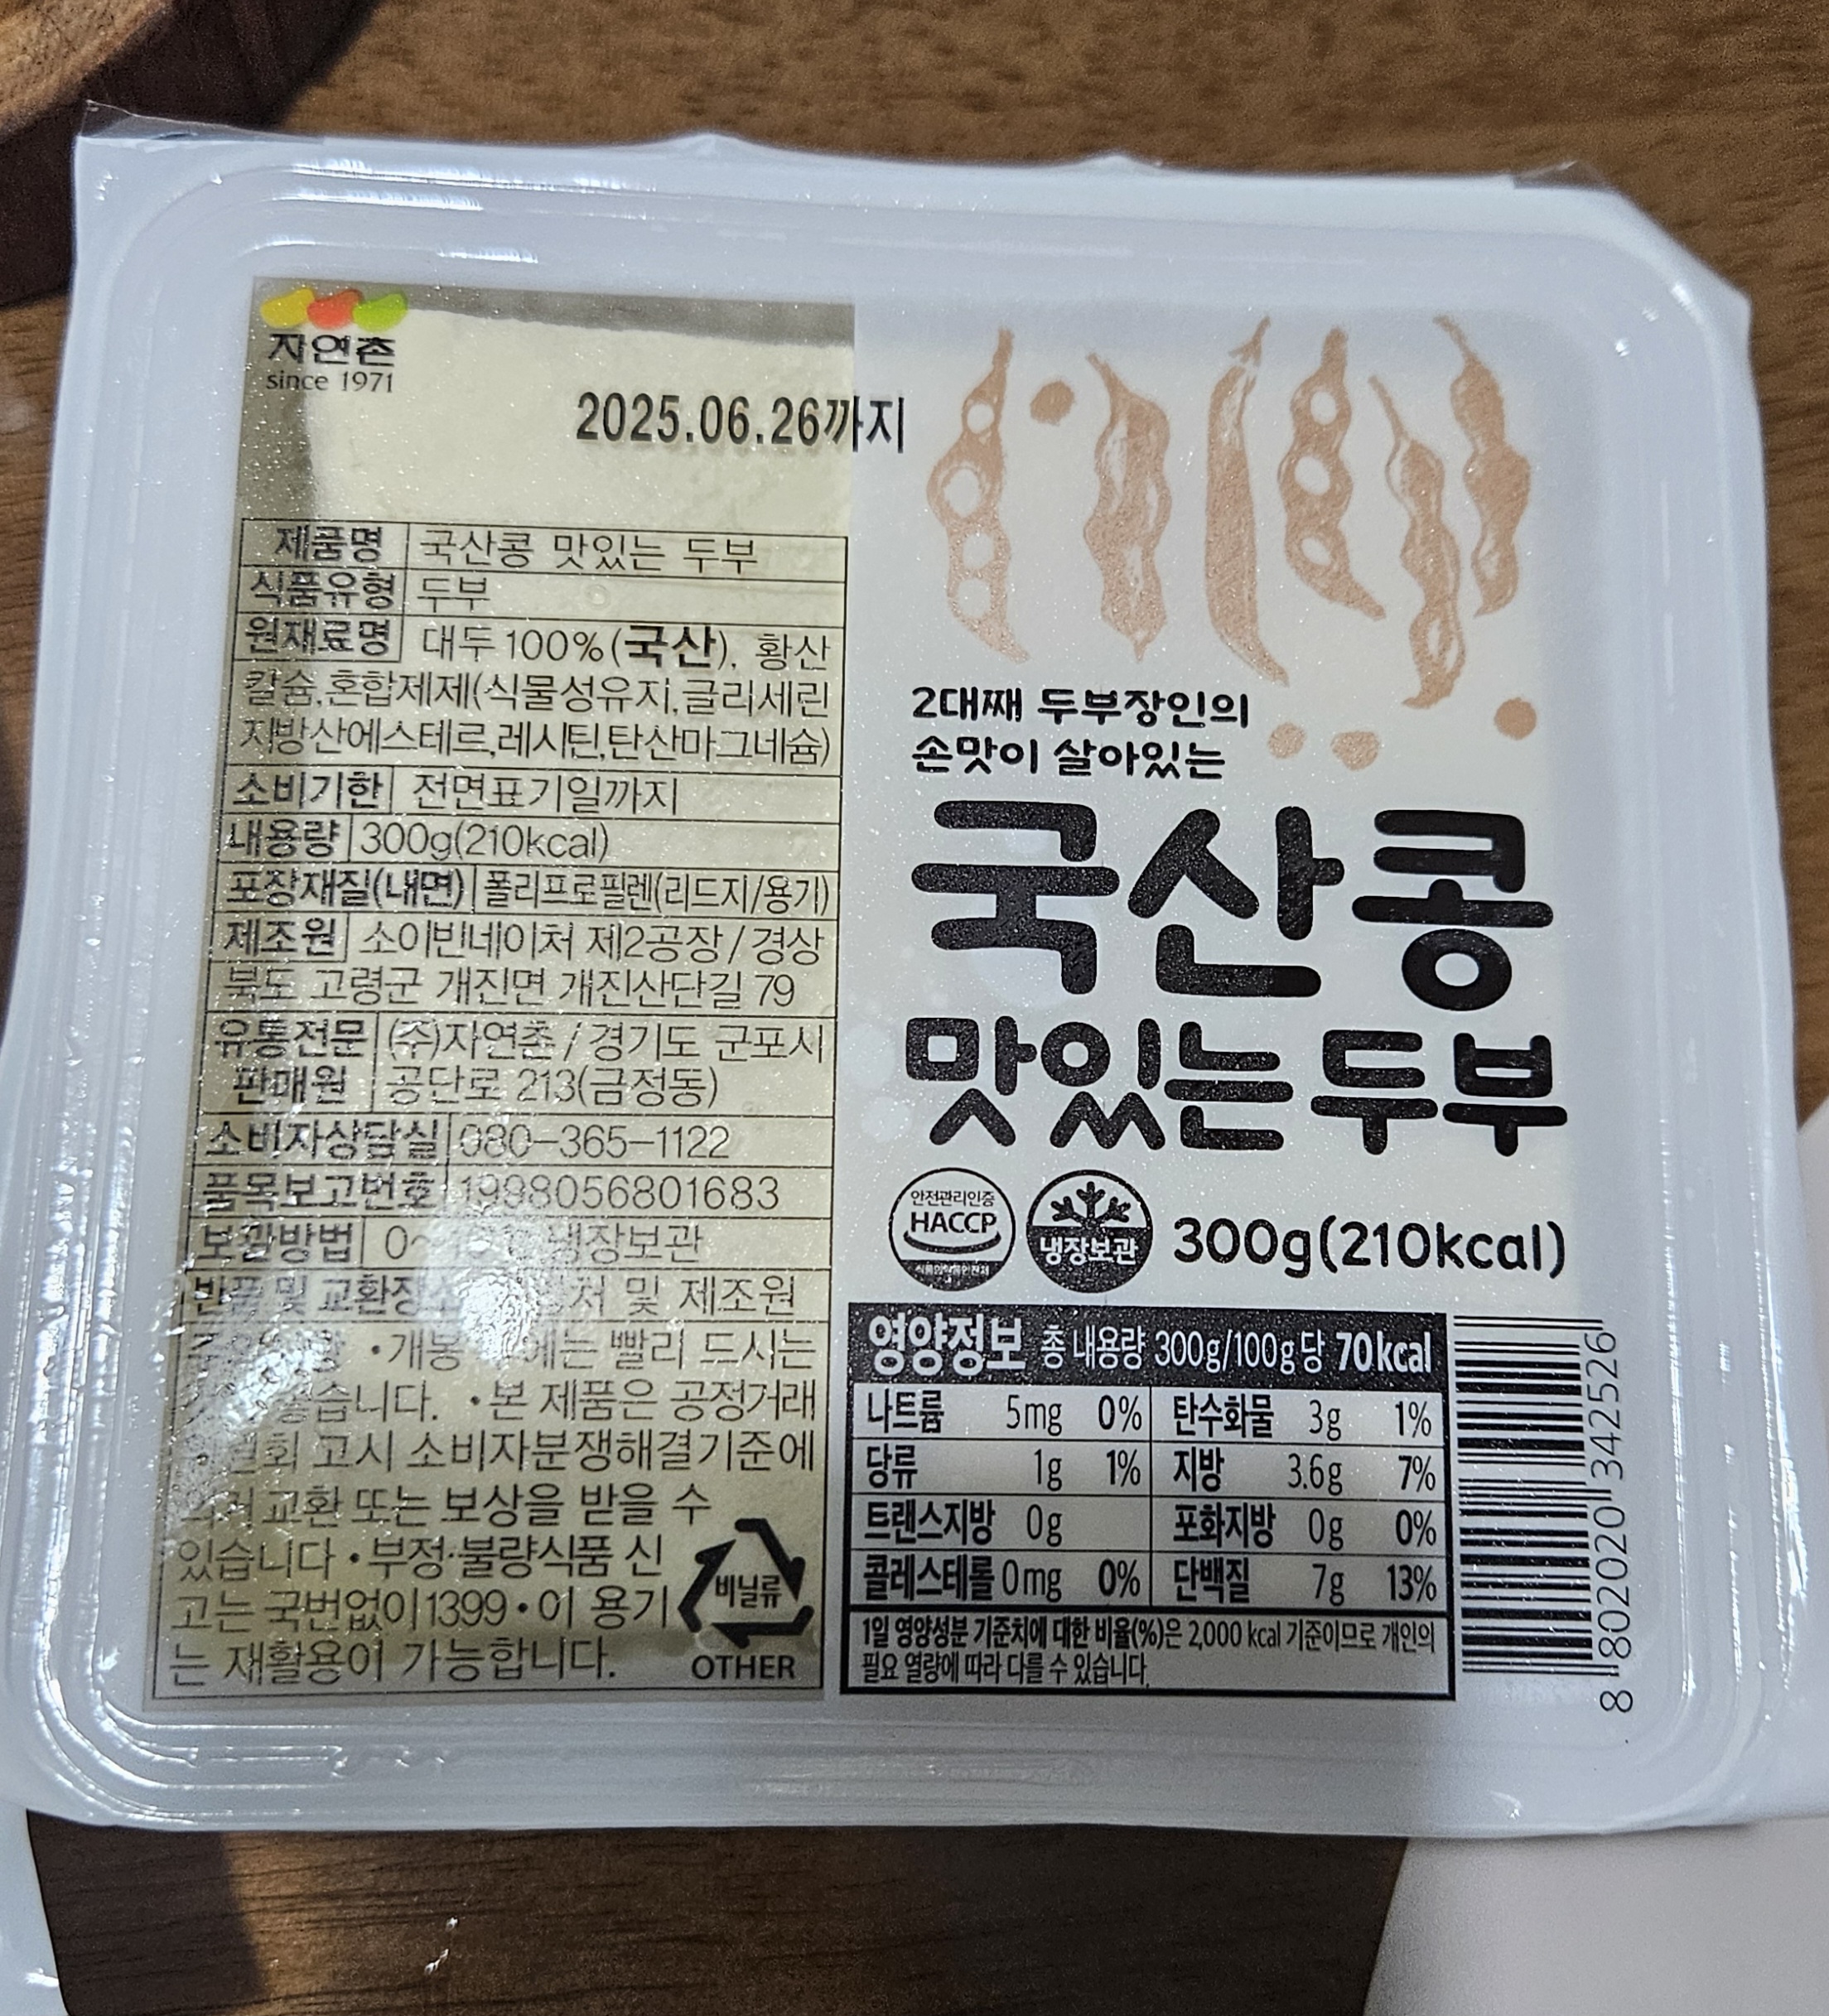 자연촌
since 1971
2025.06.26까지
제품명 국산콩 맛있는 두부
식품유형 두부
원재료명 대두 100%(국산), 황산
칼슘,혼합제제(식물성유지,글리세린
지방산에스테르,레시틴,탄산마그네슘)
소비기한 전면표기일까지
내용량 300g(210kcal)
포장재질(내면) 폴리프로필렌(리드지/용기)
제조원 소이빈네이처 제2공장/경상
북도 고령군 개진면 개진산단길 79
유통전문 (주)자연촌/경기도 군포시
판매원 공단로 213(금정동)
소비자상담실 080-365-1122
품목보고번호 1998056801683
보관방법 냉장보관
반품 및 교환장소 및 제조원
•개봉 드시는
•본 제품은 공정거래
고시 소비자분쟁해결기준에
교환 또는 보상을 받을 수
있습니다•부정·불량식품 신
고는 국번없이1399•이 용기
는 재활용이 가능합니다.
비닐류
OTHER
2대째 두부장인의
손맛이 살아있는
국산콩
맛있는두부
안전관리인증
HACCP
냉장보관
300g(210kcal)
영양정보 총 내용량 300g/100g당 70kcal
나트륨 5mg 0% 탄수화물 3g 1%
당류 1g 1% 지방 3.6g 7%
트랜스지방 0g 포화지방 0g 0%
콜레스테롤 0mg 0% 단백질 7g 13%
1일 영양성분 기준치에 대한 비율(%)은 2,000 kcal 기준이므로 개인의
필요 열량에 따라 다를 수 있습니다.
8 802020 342526